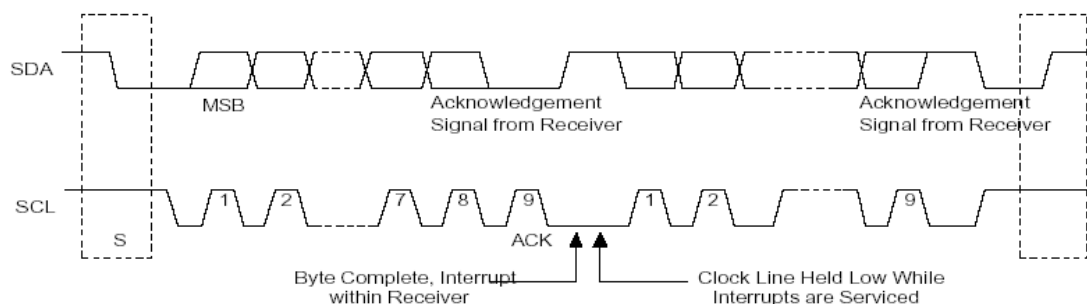 SDA
MSB
Acknowledgement
Signal from Receiver
Acknowledgement
Signal from Receiver
SCL
1 2 7 8 9 1 2 9
S
ACK
Byte Complete, Interrupt
within Receiver
Clock Line Held Low While
Interrupts are Serviced